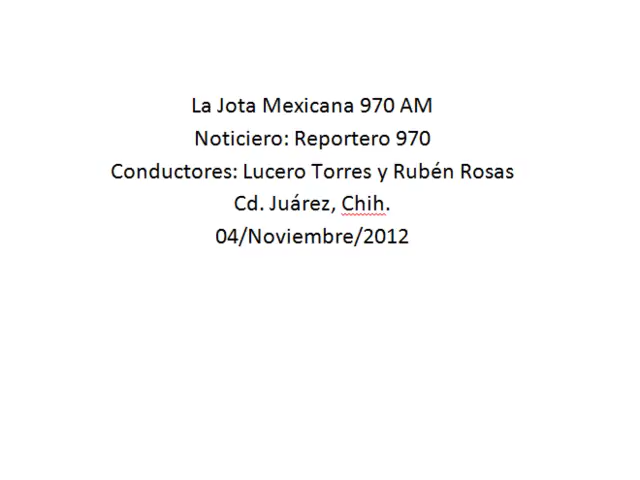 La Jota Mexicana 970 AM
Noticiero: Reportero 970
Conductores: Lucero Torres y Rubén Rosas
Cd. Juárez, Chih.
04/Noviembre/2012